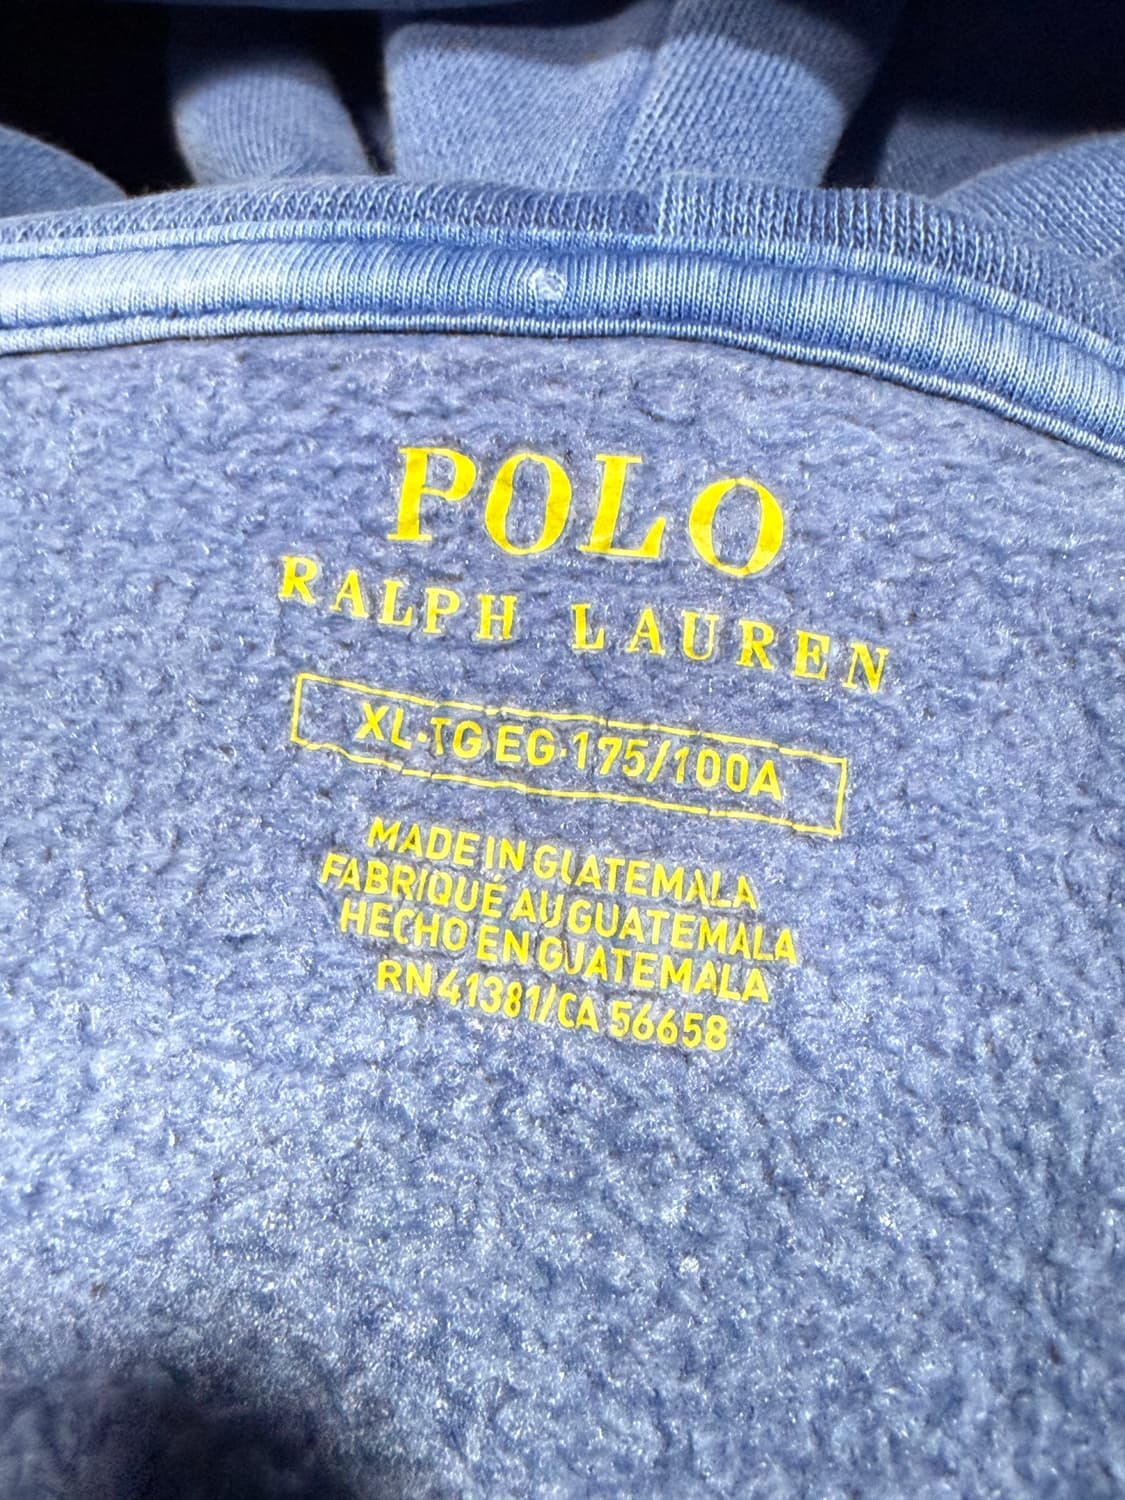 POLO
RALPH LAUREN
XL·TG EG·175/100A
MADE IN GUATEMALA
FABRIQUÉ AU GUATEMALA
HECHO EN GUATEMALA
RN 41381/CA 56658